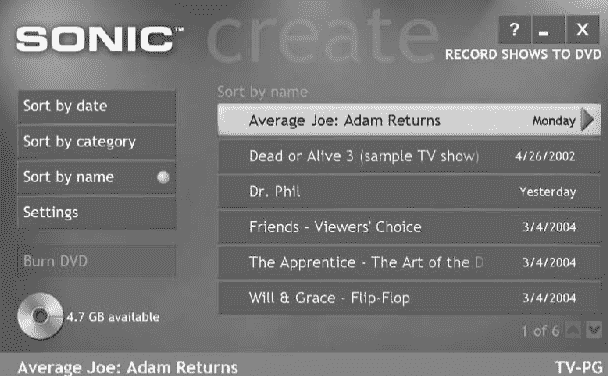 SONIC™
create
?
X
RECORD SHOWS TO DVD
Sort by date
Sort by category
Sort by name
Settings
Burn DVD
4.7 GB available
Sort by name
Average Joe: Adam Returns Monday
Dead or Alive 3 (sample TV show) 4/26/2002
Dr. Phil Yesterday
Friends - Viewers' Choice 3/4/2004
The Apprentice - The Art of the D 3/4/2004
Will & Grace - Flip-Flop 3/4/2004
1 of 6
Average Joe: Adam Returns TV-PG